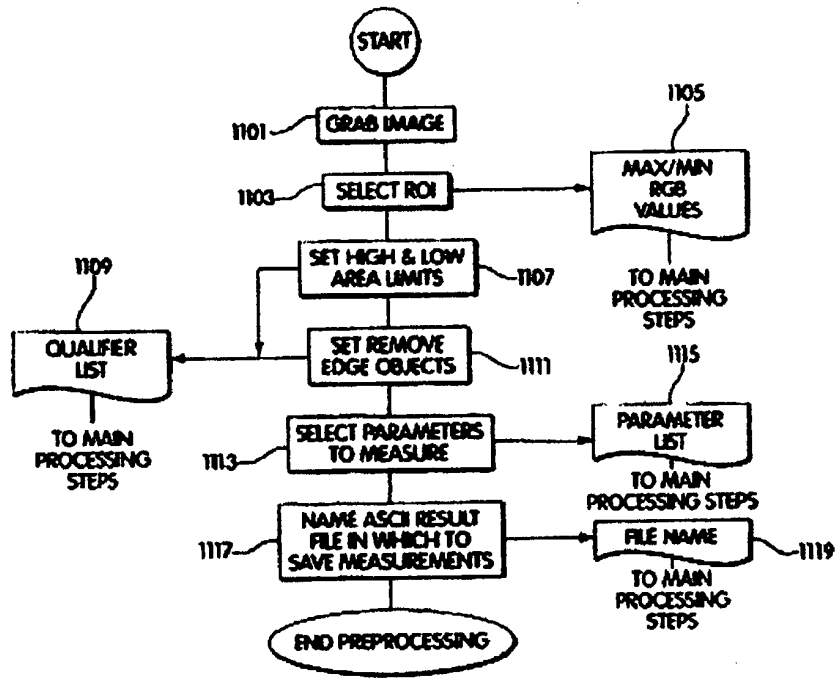 START
1101
GRAB IMAGE
1105
1103
SELECT ROI
MAX/MIN
RGB
VALUES
1109
SET HIGH & LOW
AREA LIMITS
1107
TO MAIN
PROCESSING
STEPS
QUALIFIER
LIST
SET REMOVE
EDGE OBJECTS
1111
1115
TO MAIN
PROCESSING
STEPS
1113
SELECT PARAMETERS
TO MEASURE
PARAMETER
LIST
TO MAIN
PROCESSING STEPS
1117
NAME ASCII RESULT
FILE IN WHICH TO
SAVE MEASUREMENTS
FILE NAME
1119
TO MAIN
PROCESSING
STEPS
END PREPROCESSING